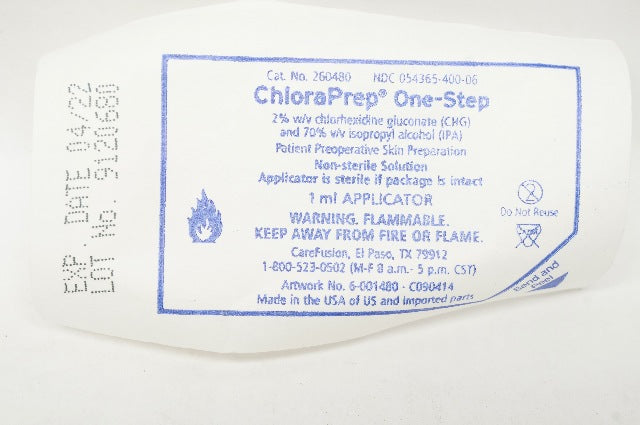 EXP. DATE 04/22
LOT No. 9120680
Cat. No. 260480 NDC 054365-400-06
ChloraPrep® One-Step
2% w/v chlorhexidine gluconate (CHG)
and 70% v/v isopropyl alcohol (IPA)
Patient Preoperative Skin Preparation
Non-sterile Solution
Applicator is sterile if package is intact
1 ml APPLICATOR
WARNING. FLAMMABLE.
KEEP AWAY FROM FIRE OR FLAME.
CareFusion, El Paso, TX 79912
1-800-523-0502 (M-F 8 a.m.- 5 p.m. CST)
Artwork No. 6-001480 · C090414
Made in the USA of US and imported parts
2
Do Not Reuse
Bend and
Peel